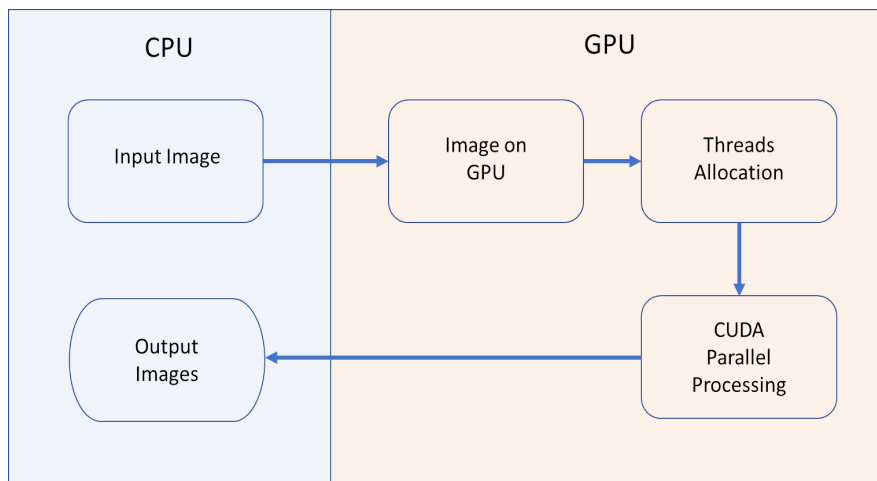 CPU
GPU
Input Image
Image on
GPU
Threads
Allocation
Output
Images
CUDA
Parallel
Processing